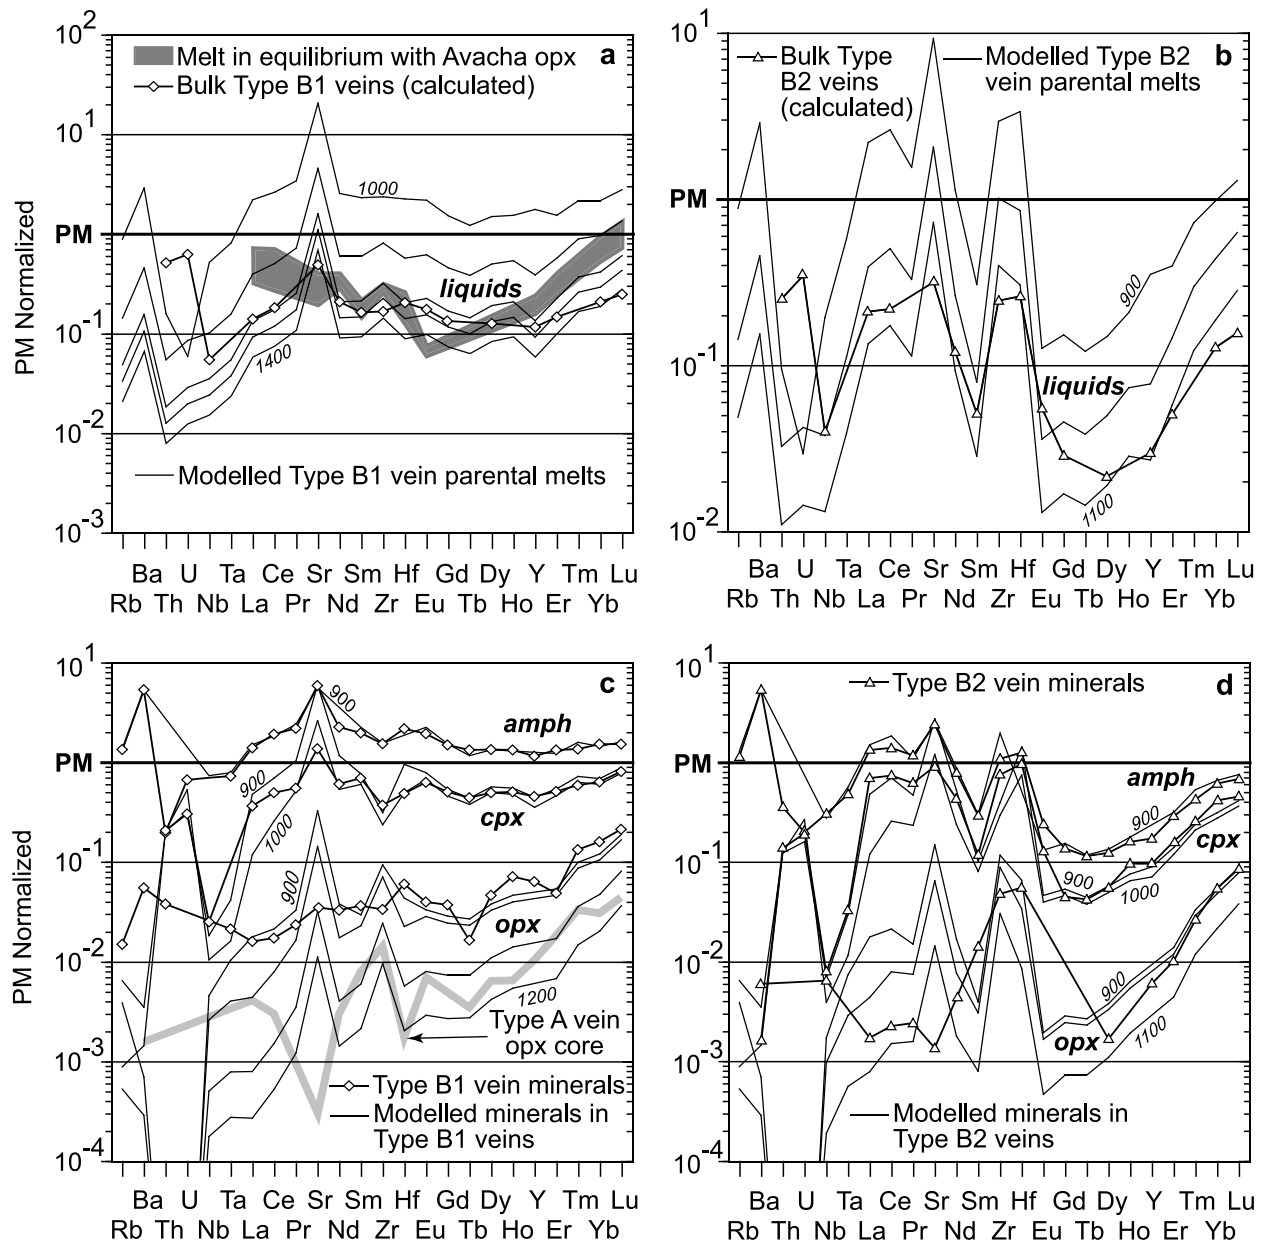 10 2
10 1
PM
10 -1
10 -2
10 -3
PM Normalized
Melt in equilibrium with Avacha opx
a
Bulk Type B1 veins (calculated)
1000
liquids
1400
Modelled Type B1 vein parental melts
Ba U Ta Ce Sr Sm Hf Gd Dy Y Tm Lu
Rb Th Nb La Pr Nd Zr Eu Tb Ho Er Yb
10 1
PM
10 -1
10 -2
Bulk Type
B2 veins
(calculated)
Modelled Type B2
vein parental melts
b
900
liquids
1100
Ba U Ta Ce Sr Sm Hf Gd Dy Y Tm Lu
Rb Th Nb La Pr Nd Zr Eu Tb Ho Er Yb
10 1
PM
10 -1
10 -2
10 -3
10 -4
PM Normalized
c
900
amph
900
cpx
1000
900
opx
1200
Type A vein
opx core
Type B1 vein minerals
Modelled minerals in
Type B1 veins
Ba U Ta Ce Sr Sm Hf Gd Dy Y Tm Lu
Rb Th Nb La Pr Nd Zr Eu Tb Ho Er Yb
10 1
PM
10 -1
10 -2
10 -3
10 -4
Type B2 vein minerals
d
amph
900
cpx
900
1000
900
opx
1100
Modelled minerals in
Type B2 veins
Ba U Ta Ce Sr Sm Hf Gd Dy Y Tm Lu
Rb Th Nb La Pr Nd Zr Eu Tb Ho Er Yb